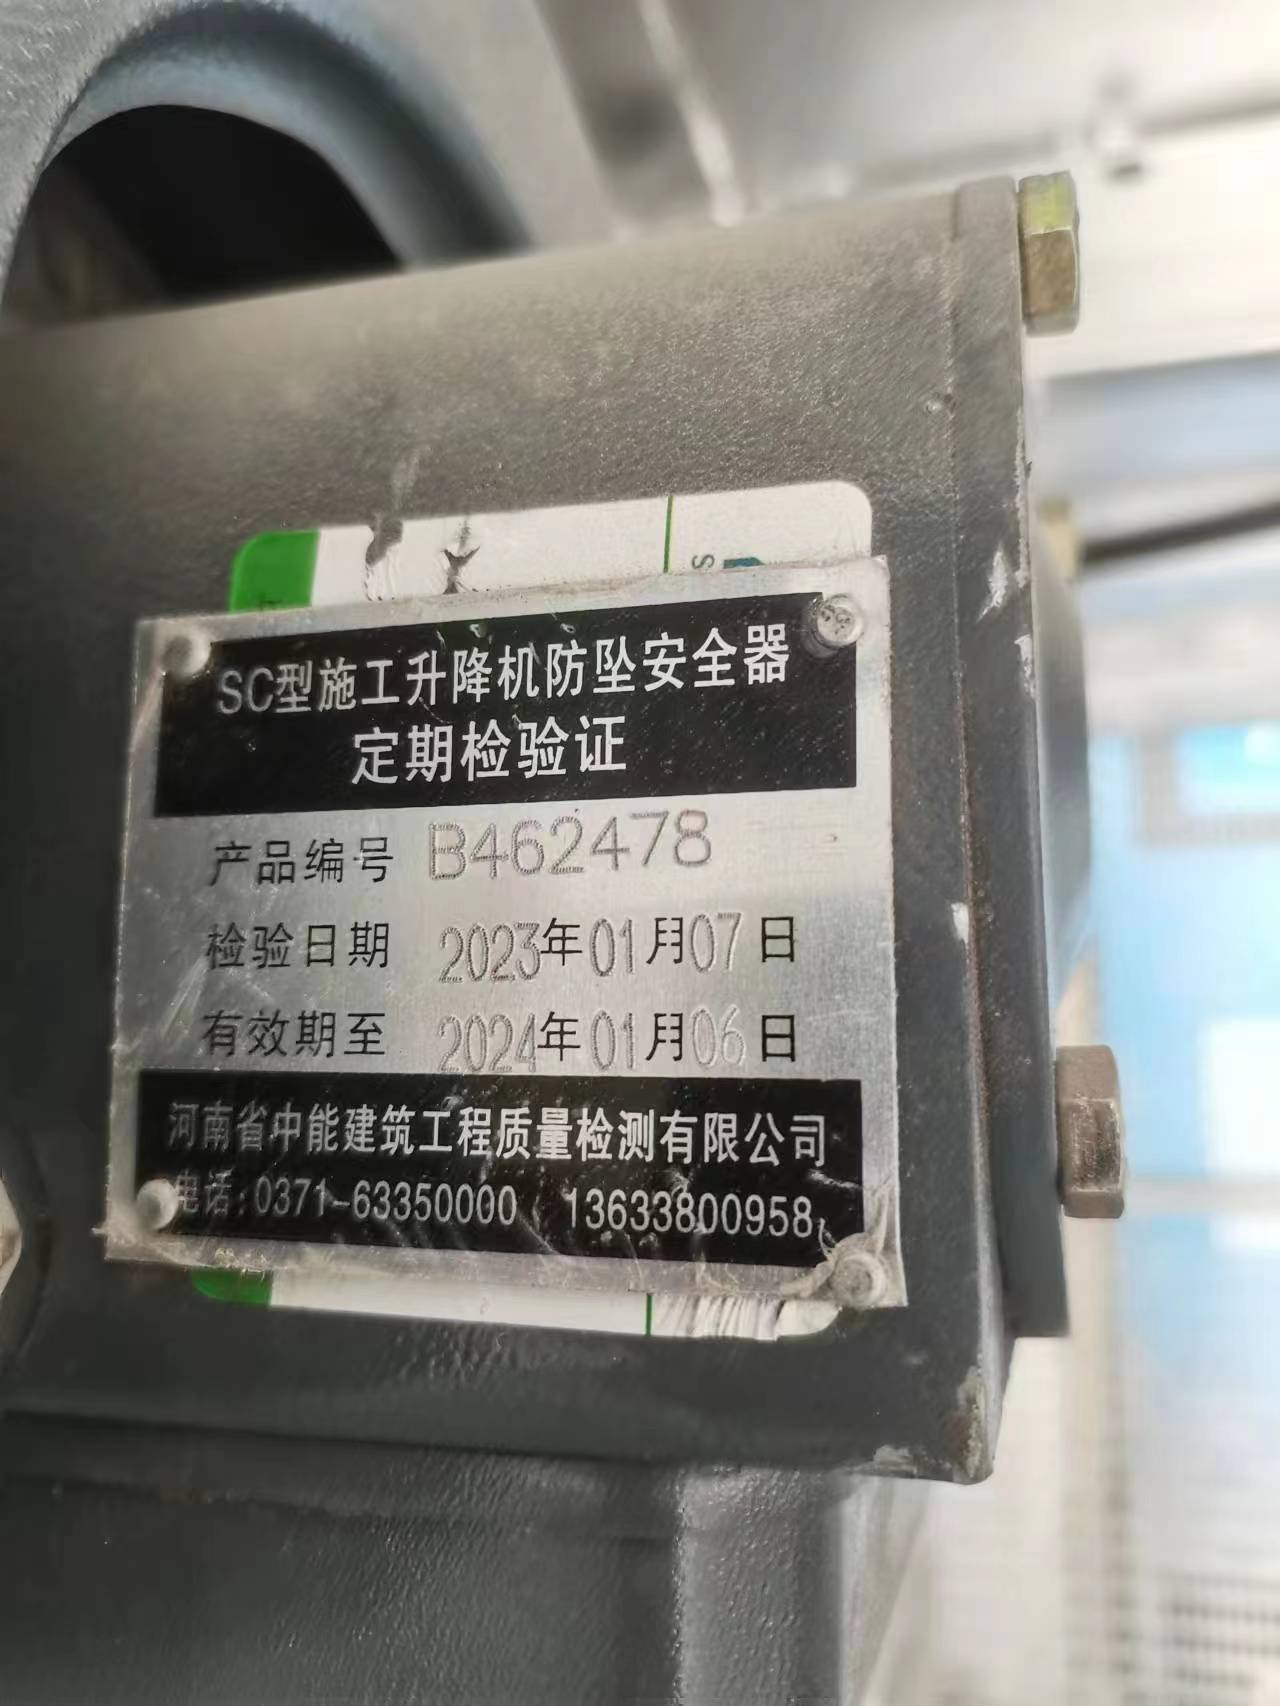 S
SC型施工升降机防坠安全器
定期检验证
产品编号 B462478
检验日期 2023年01月07日
有效期至 2024年01月06日
河南省中能建筑工程质量检测有限公司
电话:0371-63350000 13633800958